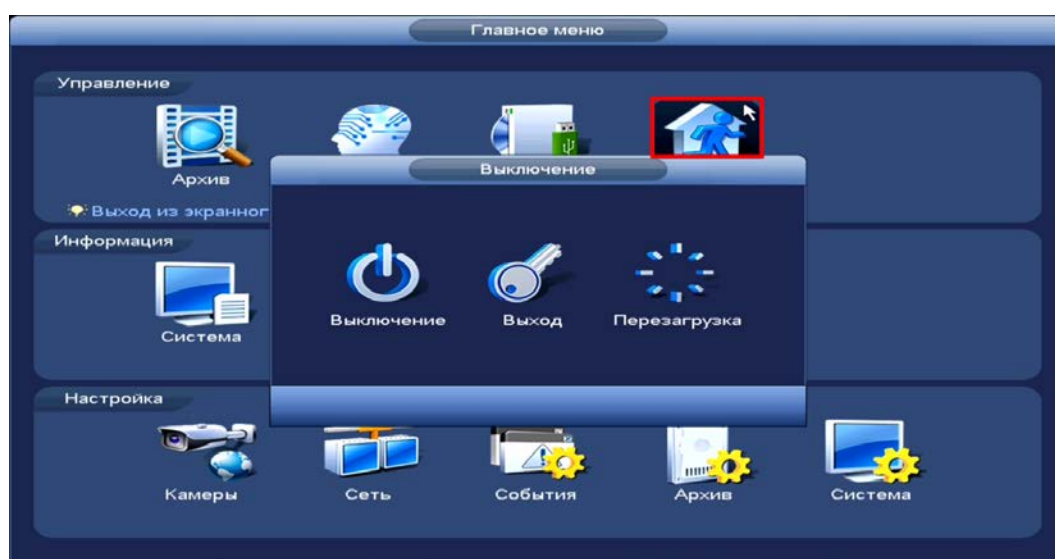 Главное меню
Управление
Архив
Выход из экранног
Выключение
Выключение
Выход
Перезагрузка
Информация
Система
Настройка
Камеры
Сеть
События
Архив
Система